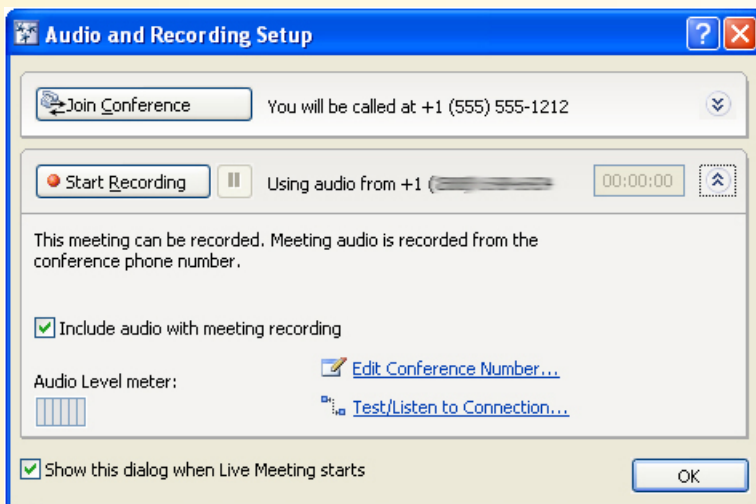 Audio and Recording Setup
Join Conference
You will be called at +1 (555) 555-1212
Start Recording
Using audio from +1 (
00:00:00
This meeting can be recorded. Meeting audio is recorded from the
conference phone number.
Include audio with meeting recording
Edit Conference Number...
Audio Level meter:
Test/Listen to Connection...
Show this dialog when Live Meeting starts
OK